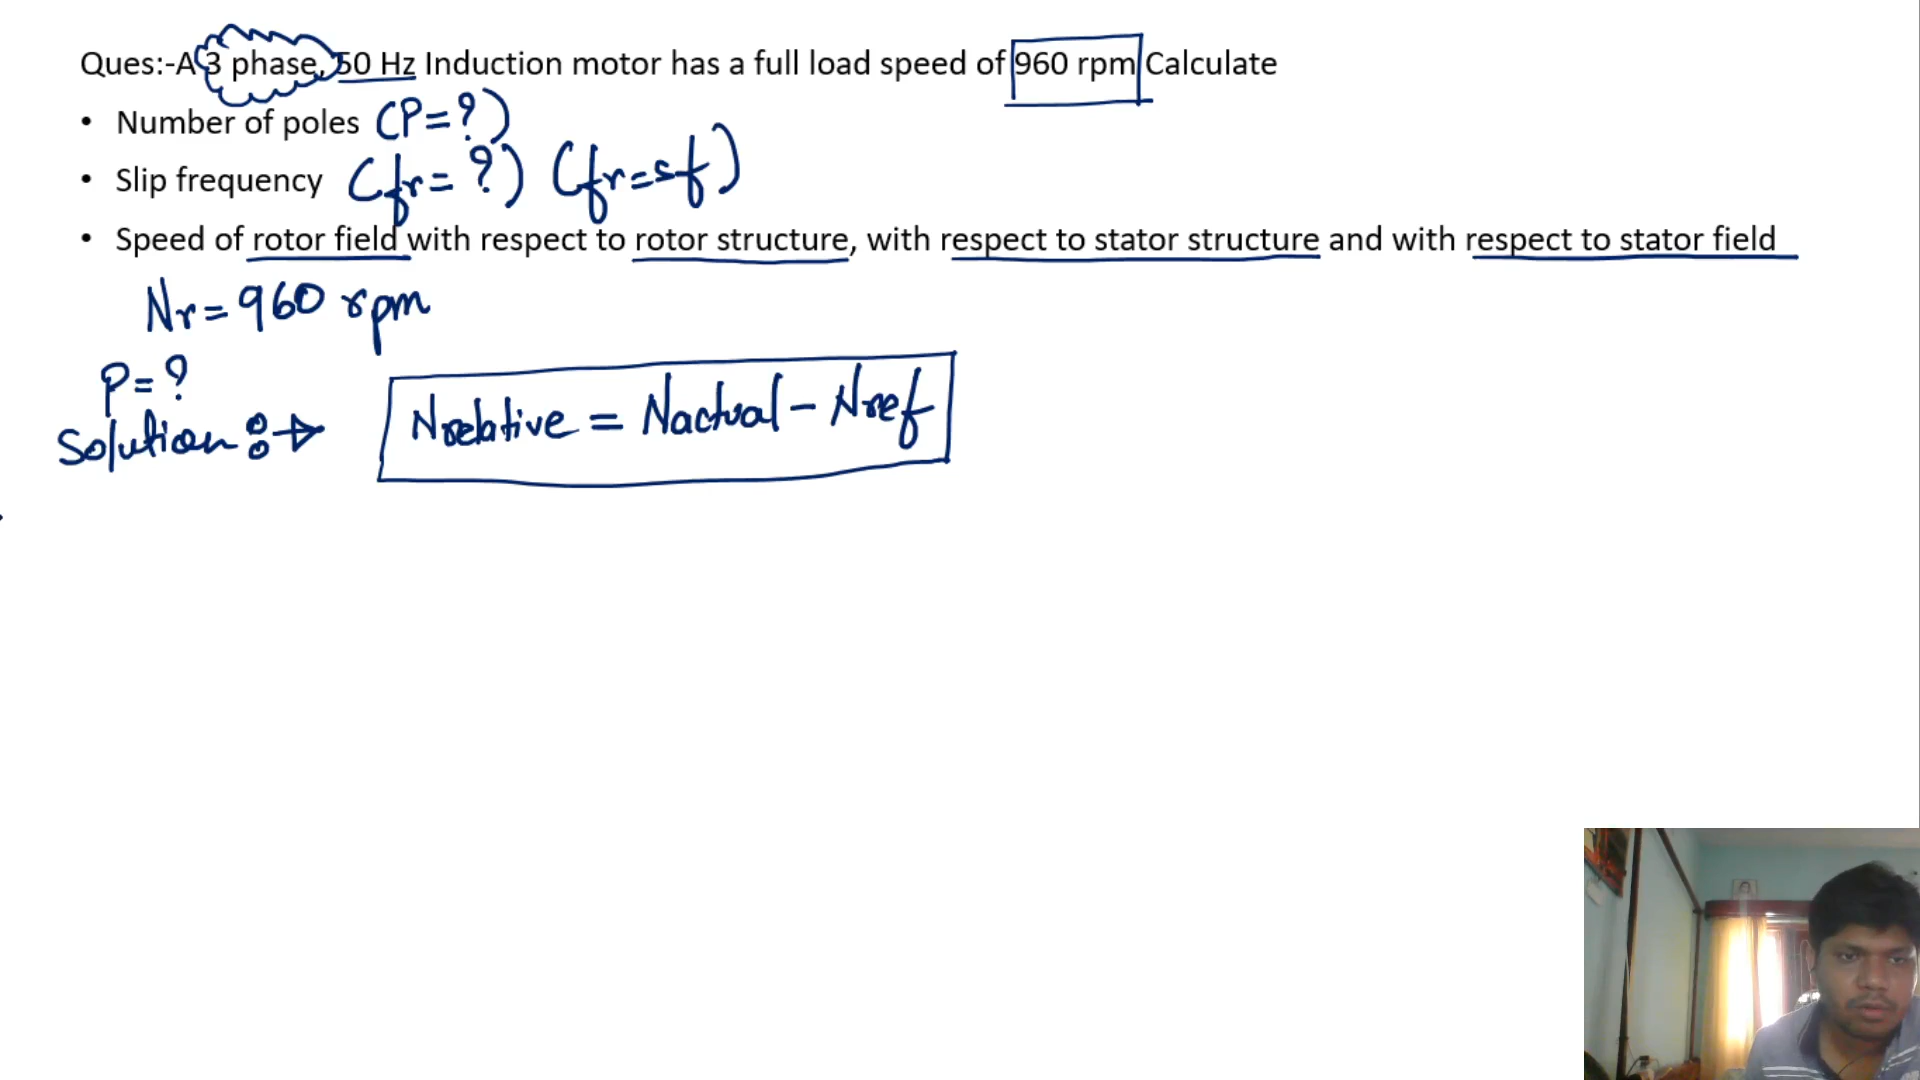 Ques:-A 3 phase, 50 Hz Induction motor has a full load speed of 960 rpm Calculate
• Number of poles (P=?)
• Slip frequency (fr=?) (fr=sf)
• Speed of rotor field with respect to rotor structure, with respect to stator structure and with respect to stator field
Nr=960 rpm
P=?
Solution:→ Nrelative = Nactual - Nref